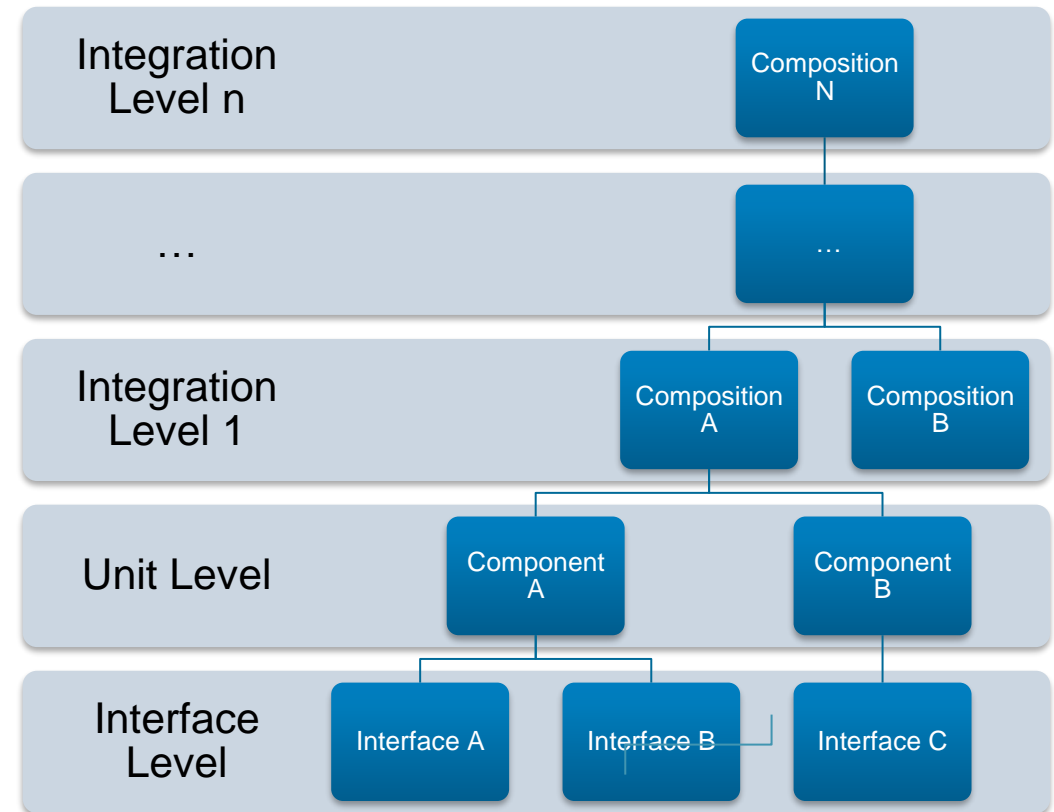 Integration
Level n
Composition
N
…
…
Integration
Level 1
Composition
A
Composition
B
Unit Level
Component
A
Component
B
Interface
Level
Interface A
Interface B
Interface C